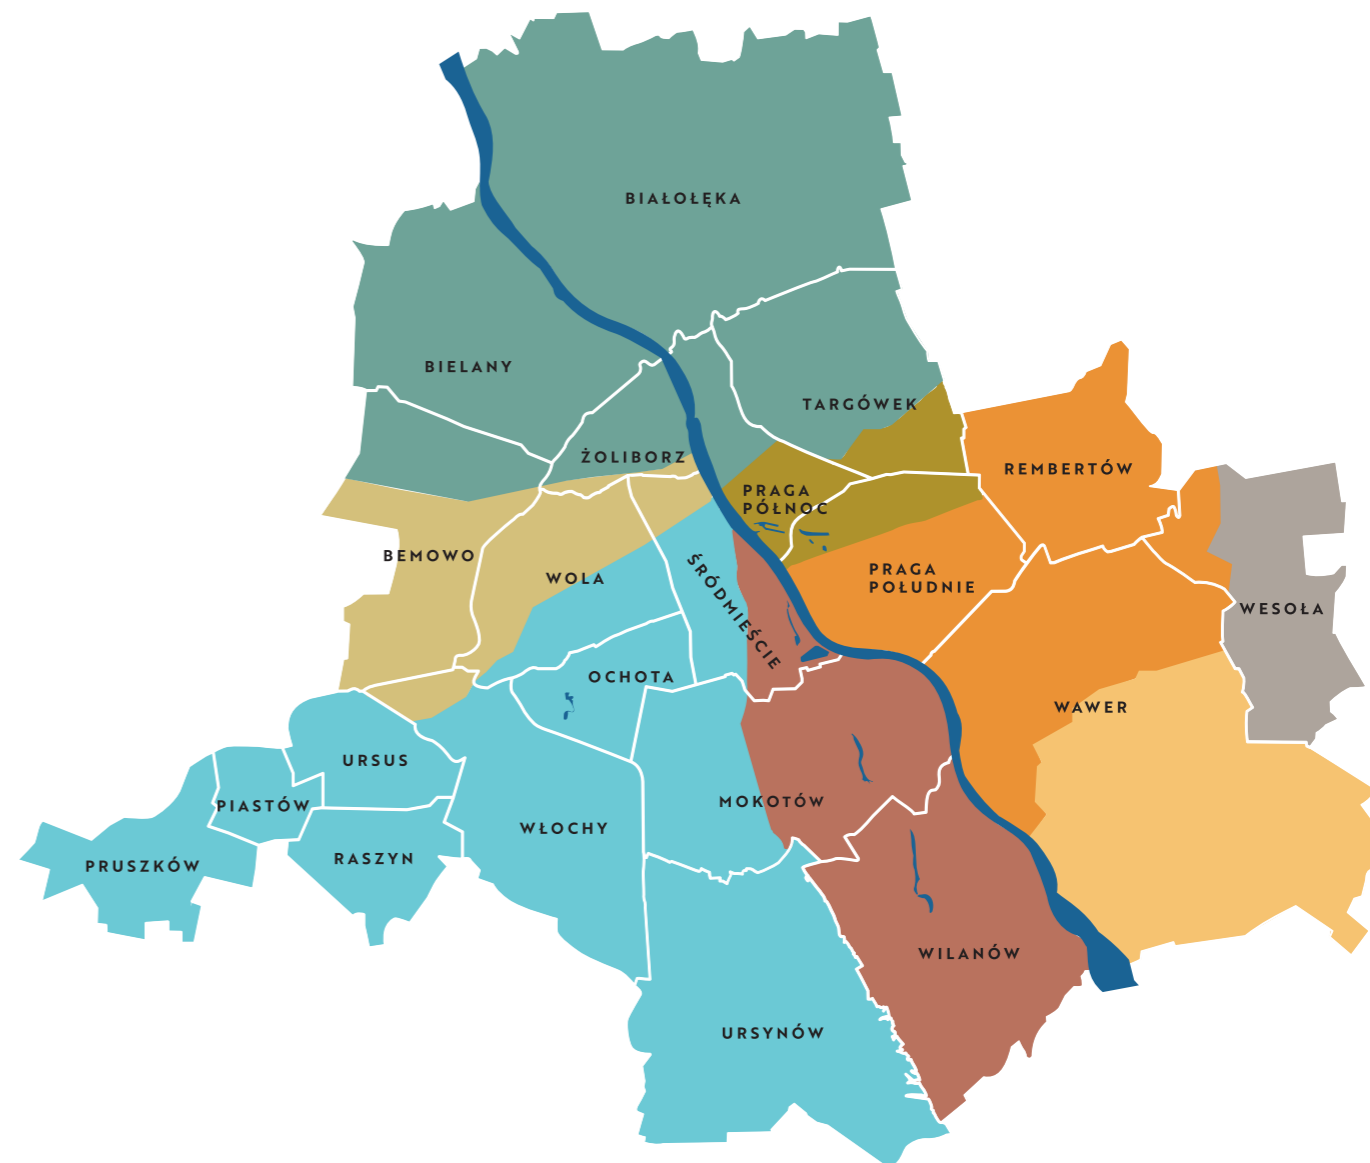 BIAŁOŁĘKA
BIELANY
TARGÓWEK
ŻOLIBORZ
REMBERTÓW
PRAGA
PÓŁNOC
BEMOWO
WOLA
ŚRÓDMIEŚCIE
PRAGA
POŁUDNIE
WESOŁA
OCHOTA
WAWER
URSUS
PIASTÓW
MOKOTÓW
WŁOCHY
RASZYN
PRUSZKÓW
WILANÓW
URSYNÓW